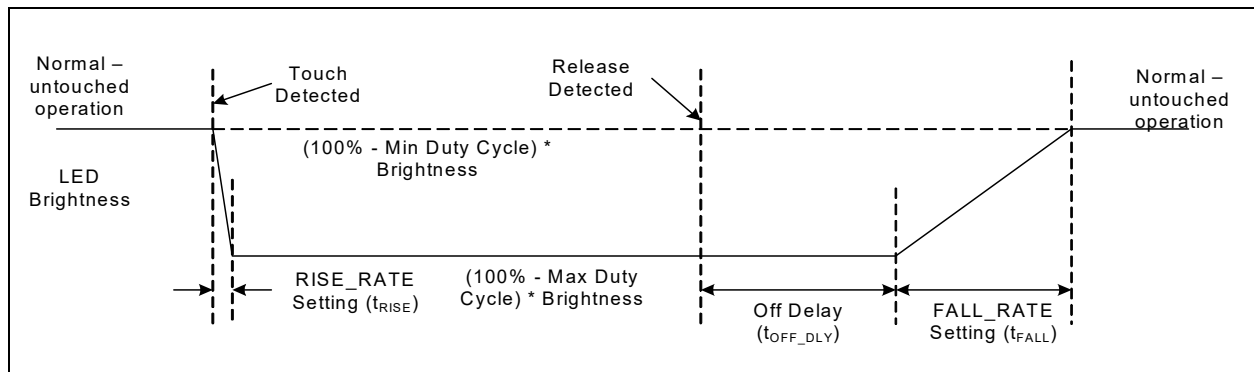 Normal –
untouched
operation
Touch
Detected
Release
Detected
Normal –
untouched
operation
(100% - Min Duty Cycle) *
Brightness
LED
Brightness
RISE_RATE
Setting (tRISE)
(100% - Max Duty
Cycle) * Brightness
Off Delay
(tOFF_DLY)
FALL_RATE
Setting (tFALL)